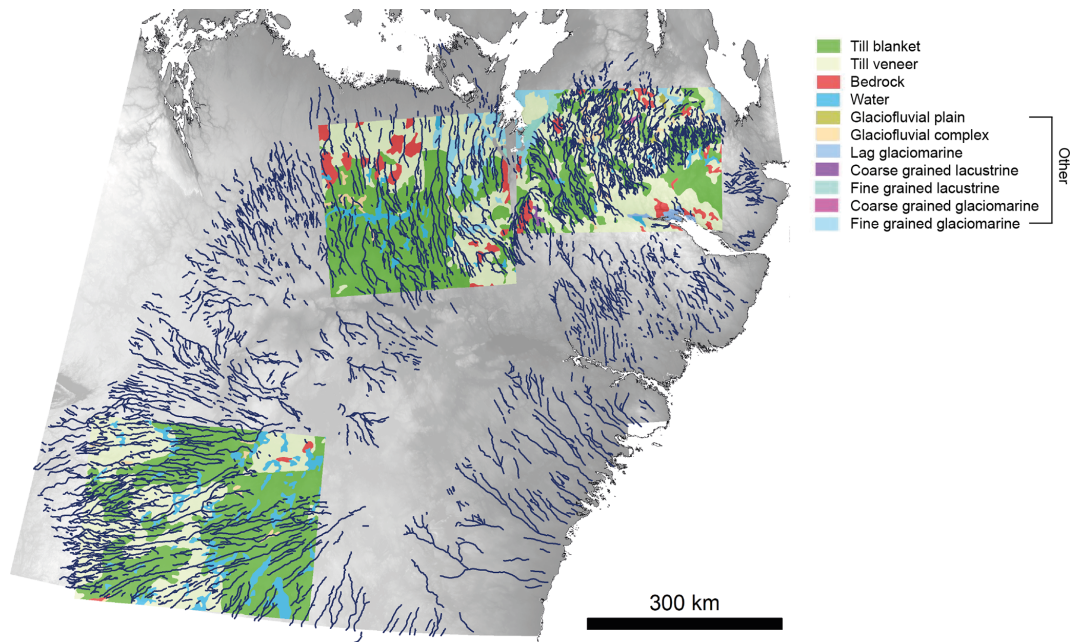 Till blanket
Till veneer
Bedrock
Water
Glaciofluvial plain
Glaciofluvial complex
Lag glaciomarine
Coarse grained lacustrine
Fine grained lacustrine
Coarse grained glaciomarine
Fine grained glaciomarine
Other
300 km